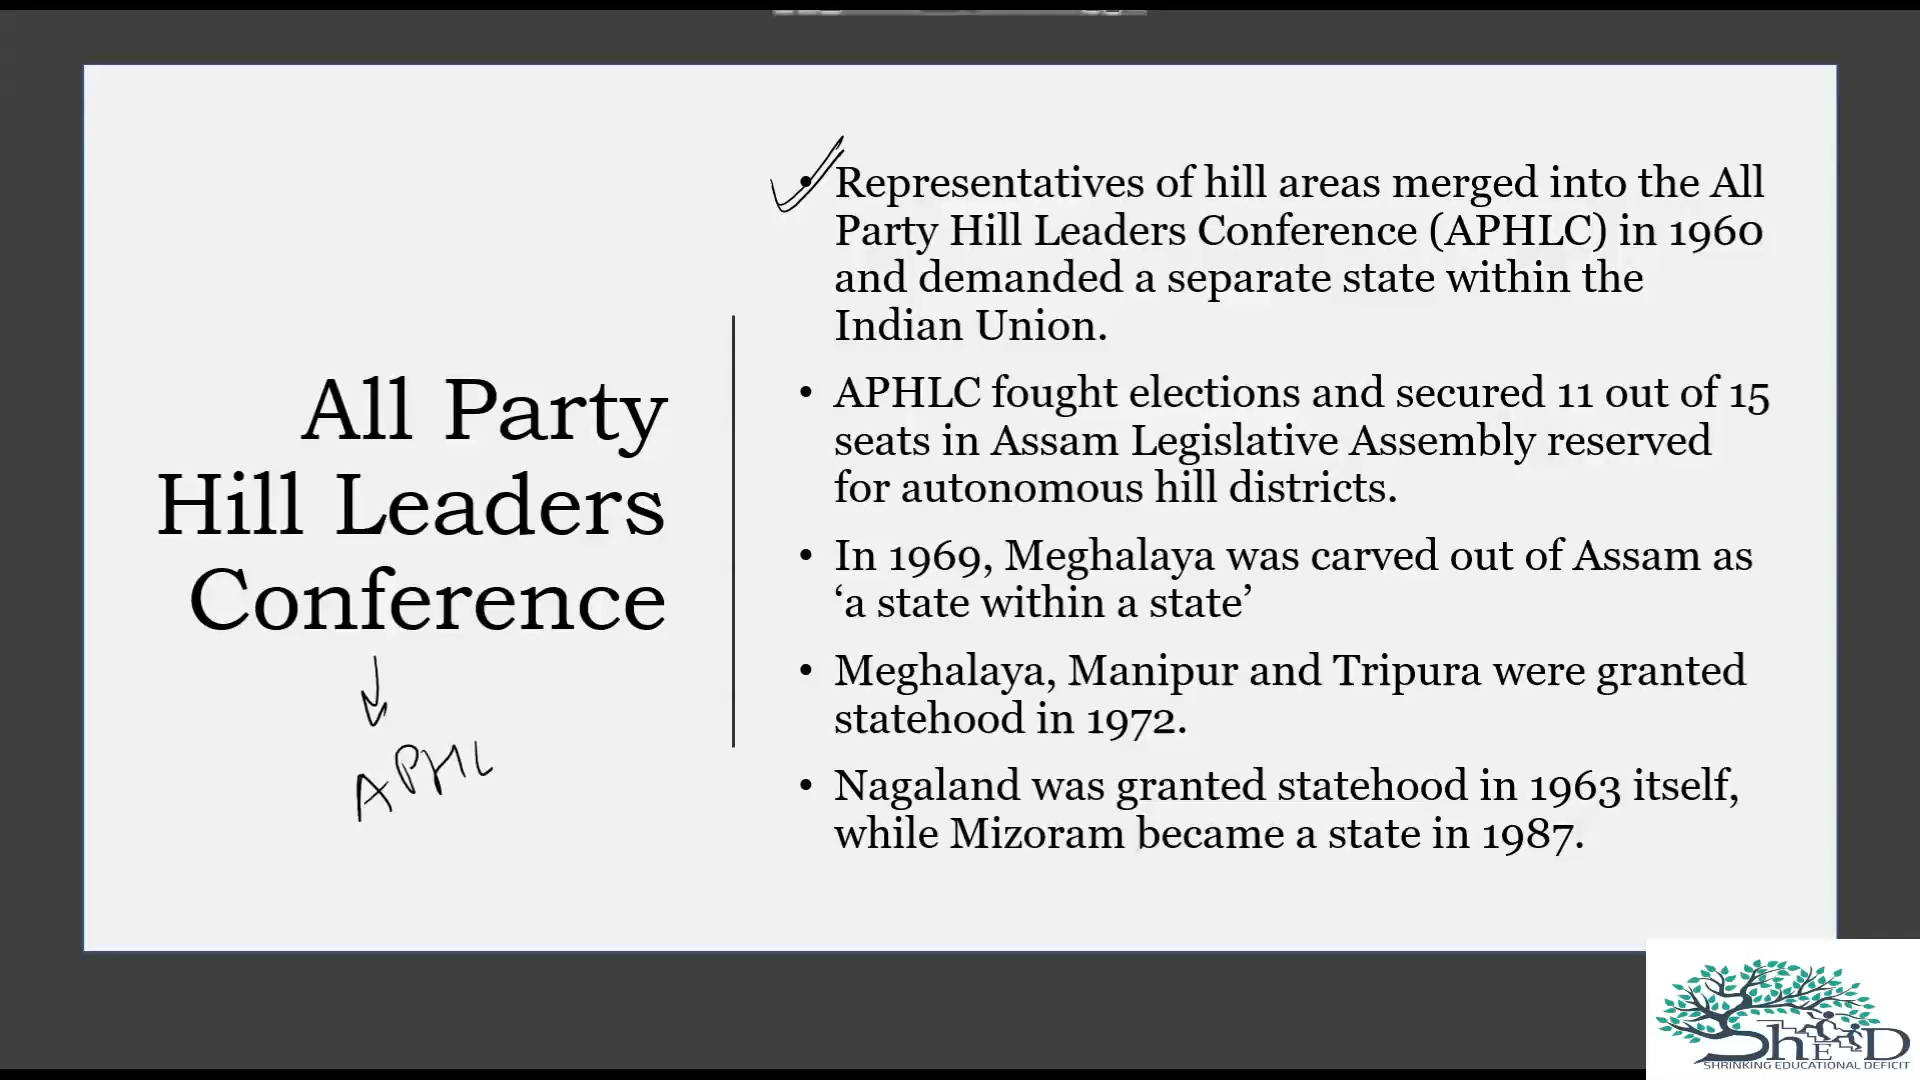 All Party
Hill Leaders
Conference
APHL
• Representatives of hill areas merged into the All
Party Hill Leaders Conference (APHLC) in 1960
and demanded a separate state within the
Indian Union.
• APHLC fought elections and secured 11 out of 15
seats in Assam Legislative Assembly reserved
for autonomous hill districts.
• In 1969, Meghalaya was carved out of Assam as
‘a state within a state’
• Meghalaya, Manipur and Tripura were granted
statehood in 1972.
• Nagaland was granted statehood in 1963 itself,
while Mizoram became a state in 1987.
ShED
SHRINKING EDUCATIONAL DEFICIT